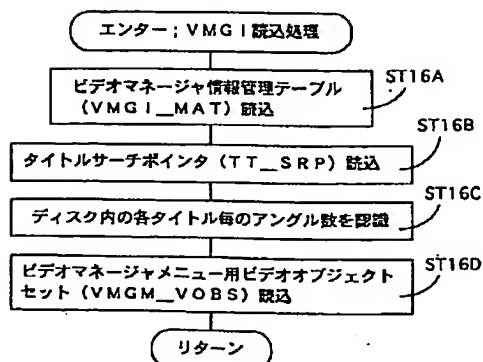 エンター；VMGI読込処理
ビデオマネージャ情報管理テーブル
（VMGI__MAT）読込
ST16A
タイトルサーチポインタ（TT__SRP）読込
ST16B
ディスク内の各タイトル毎のアングル数を認識
ST16C
ビデオマネージャメニュー用ビデオオブジェクト
セット（VMGM__VOBS）読込
ST16D
リターン